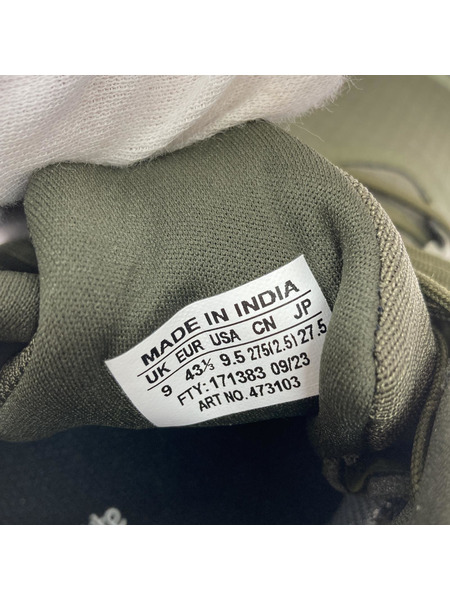 MADE IN INDIA
UK EUR USA CN JP
9 43⅓ 9.5 275(2.5) 27.5
FTY: 171383 09/23
ART NO. 473103